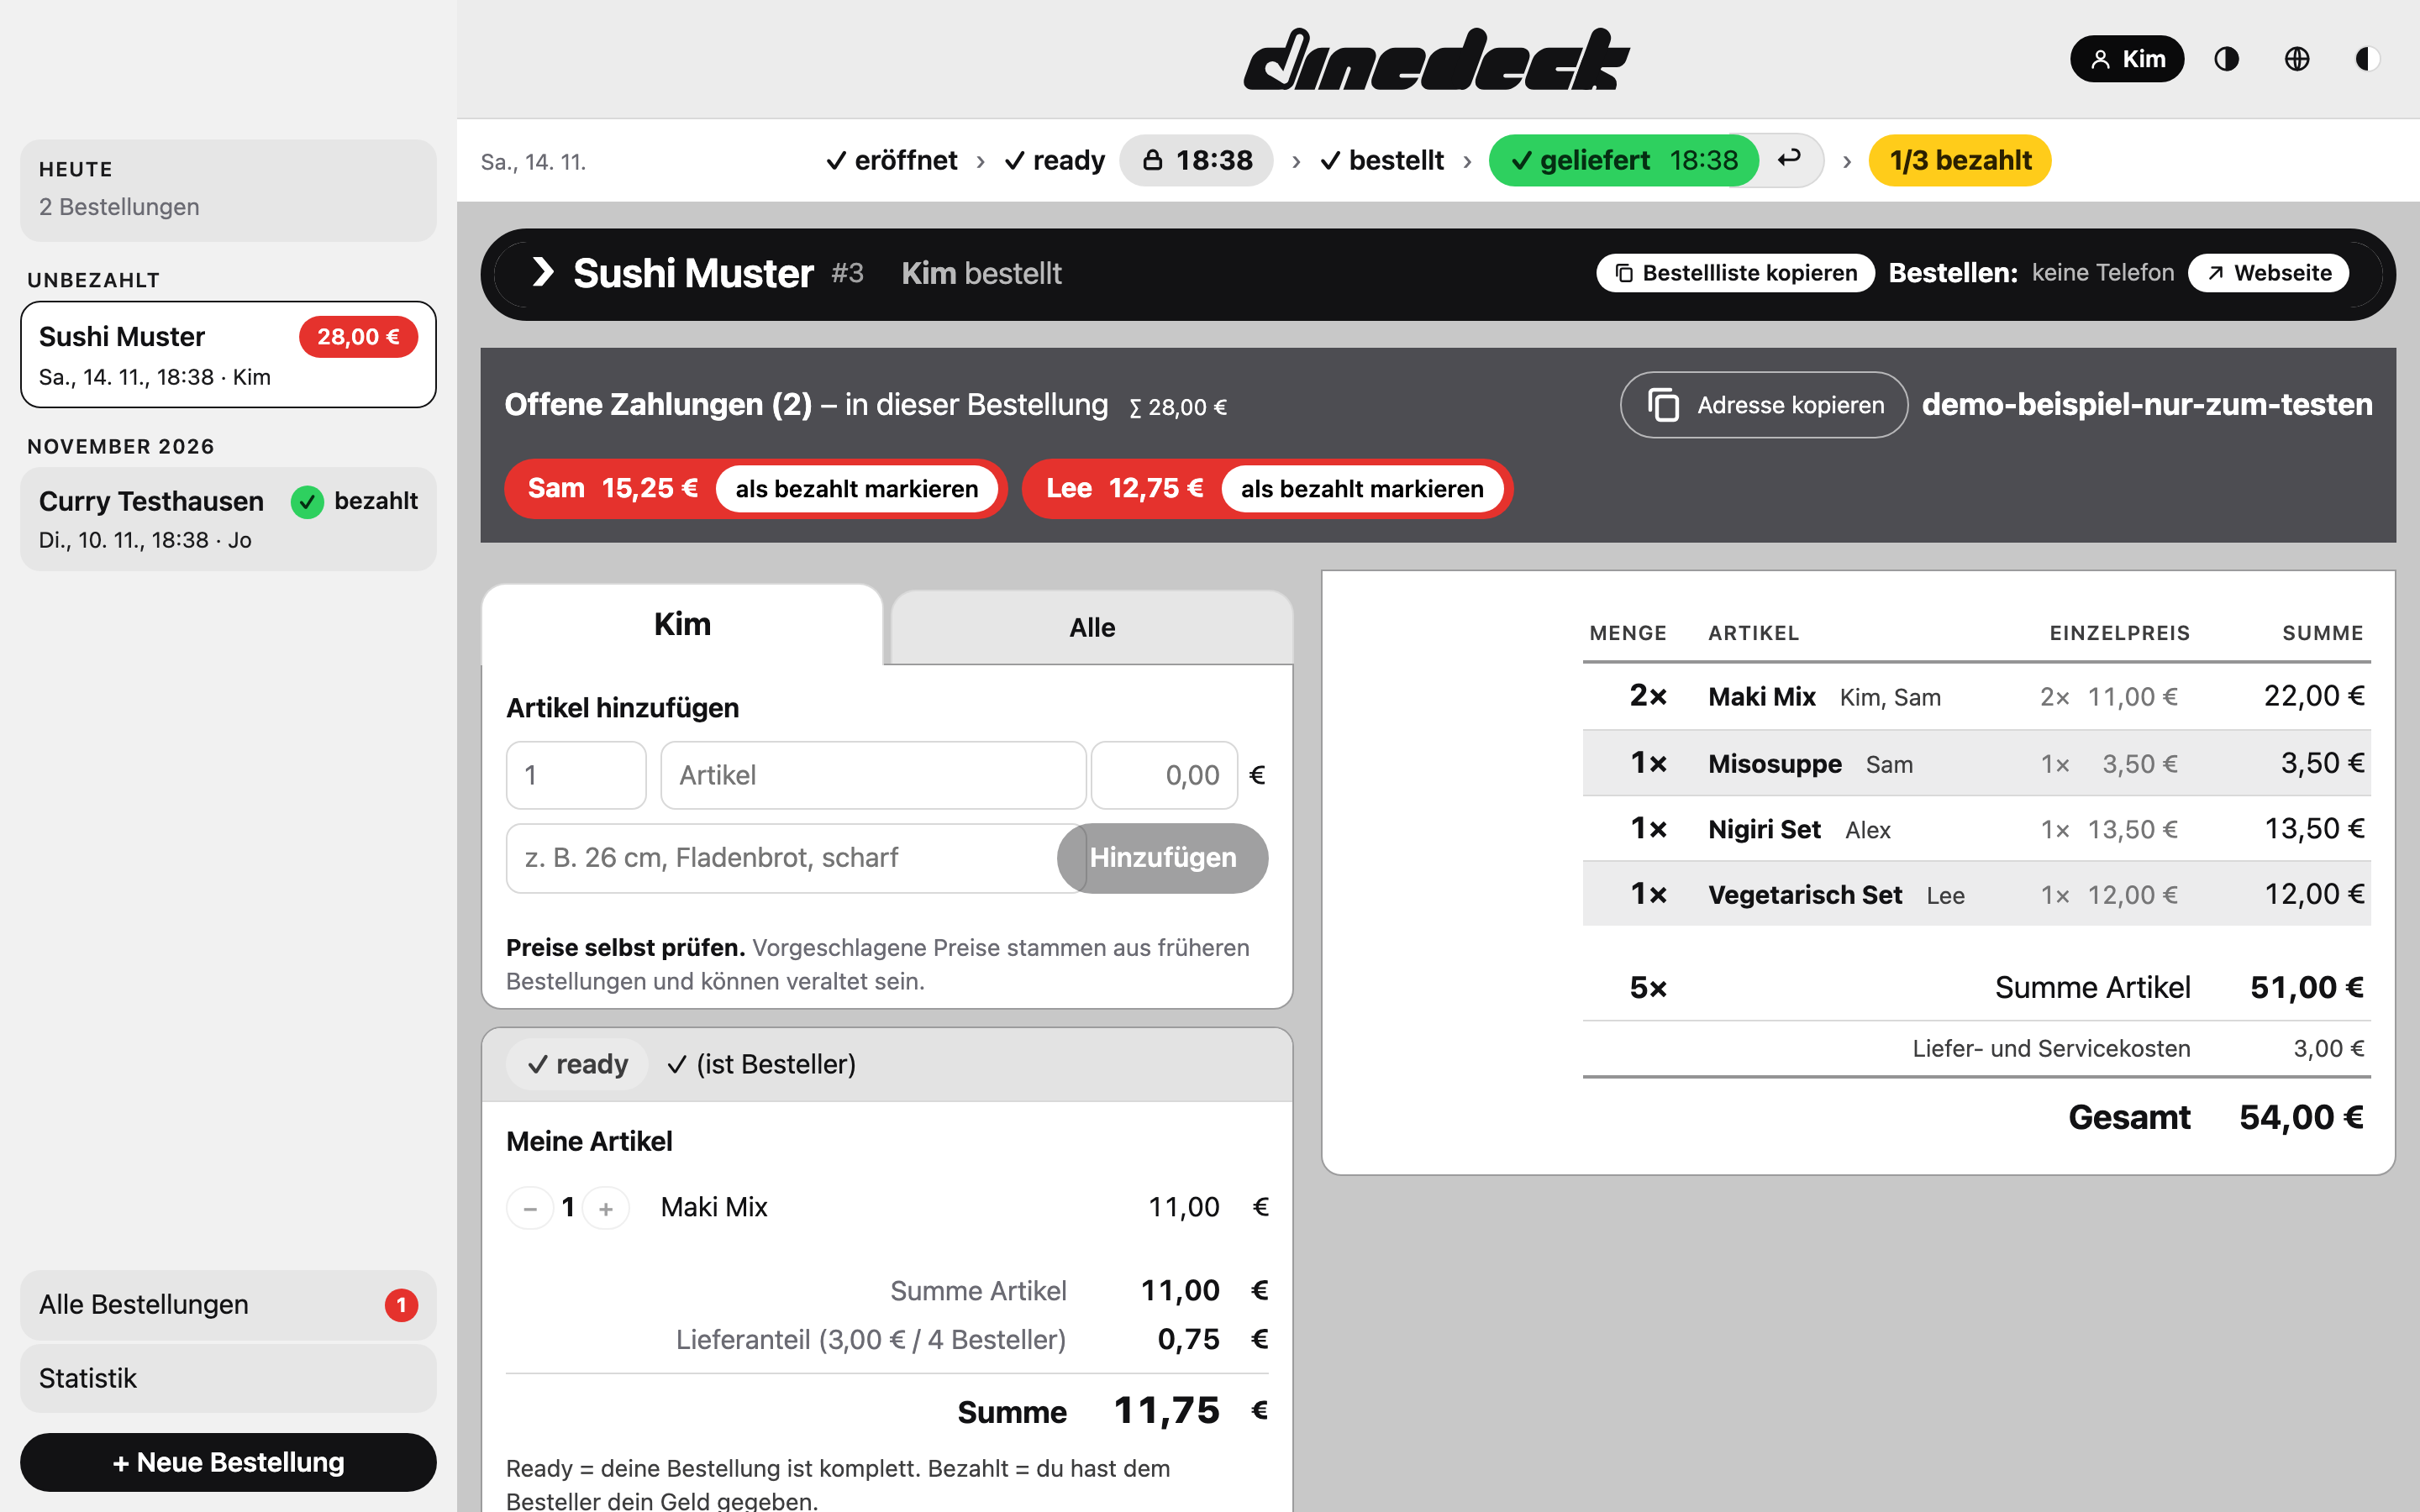 dinedeck
Kim
HEUTE
2 Bestellungen
UNBEZAHLT
Sushi Muster 28,00 €
Sa., 14. 11., 18:38 · Kim
NOVEMBER 2026
Curry Testhausen ✓ bezahlt
Di., 10. 11., 18:38 · Jo
Alle Bestellungen 1
Statistik
+ Neue Bestellung
Sa., 14. 11. ✓ eröffnet › ✓ ready 18:38 › ✓ bestellt › ✓ geliefert 18:38 › 1/3 bezahlt
Sushi Muster #3 Kim bestellt Bestellliste kopieren Bestellen: keine Telefon Webseite
Offene Zahlungen (2) – in dieser Bestellung ∑ 28,00 € Adresse kopieren demo-beispiel-nur-zum-testen
Sam 15,25 € als bezahlt markieren Lee 12,75 € als bezahlt markieren
Kim Alle
Artikel hinzufügen
1 Artikel 0,00 €
z. B. 26 cm, Fladenbrot, scharf Hinzufügen
Preise selbst prüfen. Vorgeschlagene Preise stammen aus früheren
Bestellungen und können veraltet sein.
✓ ready ✓ (ist Besteller)
Meine Artikel
− 1 + Maki Mix 11,00 €
Summe Artikel 11,00 €
Lieferanteil (3,00 € / 4 Besteller) 0,75 €
Summe 11,75 €
Ready = deine Bestellung ist komplett. Bezahlt = du hast dem
Besteller dein Geld gegeben.
MENGE ARTIKEL EINZELPREIS SUMME
2× Maki Mix Kim, Sam 2× 11,00 € 22,00 €
1× Misosuppe Sam 1× 3,50 € 3,50 €
1× Nigiri Set Alex 1× 13,50 € 13,50 €
1× Vegetarisch Set Lee 1× 12,00 € 12,00 €
5× Summe Artikel 51,00 €
Liefer- und Servicekosten 3,00 €
Gesamt 54,00 €